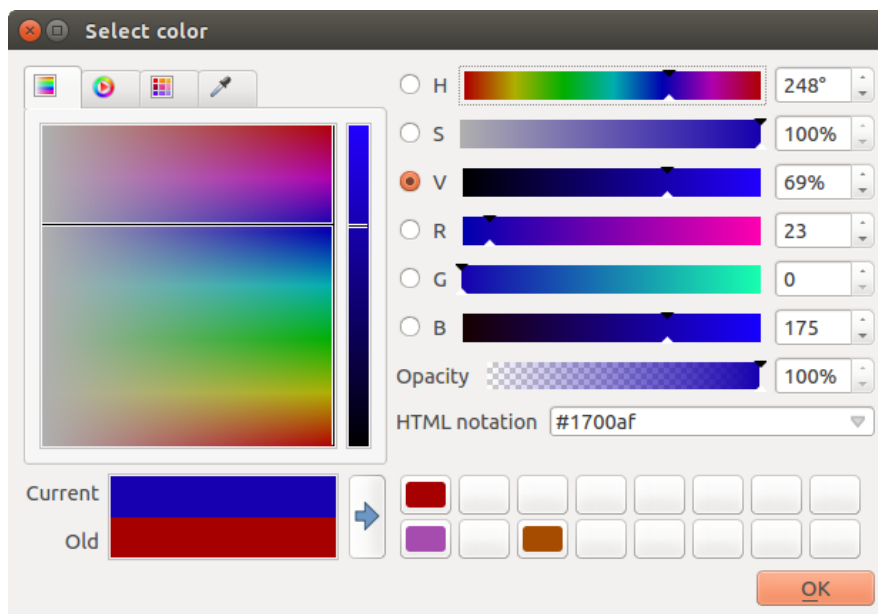 Select color
H 248°
S 100%
V 69%
R 23
G 0
B 175
Opacity 100%
HTML notation #1700af
Current
Old
OK